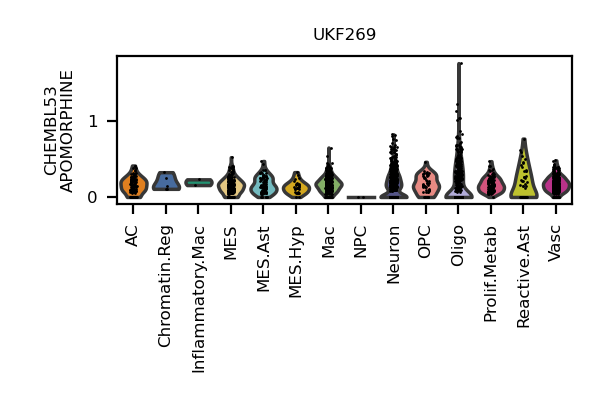 UKF269
CHEMBL53
APOMORPHINE
1
0
AC
Chromatin.Reg
Inflammatory.Mac
MES
MES.Ast
MES.Hyp
Mac
NPC
Neuron
OPC
Oligo
Prolif.Metab
Reactive.Ast
Vasc